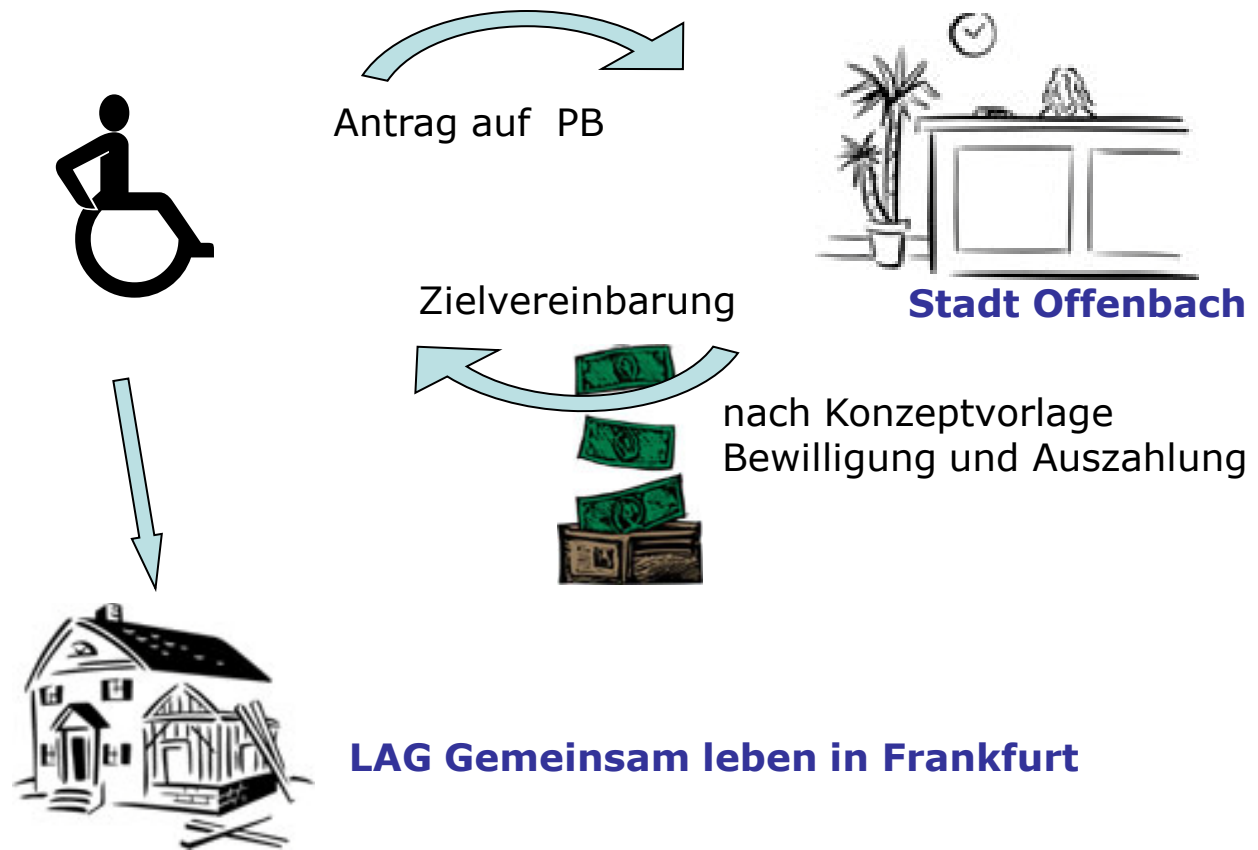 Antrag auf PB
Zielvereinbarung
Stadt Offenbach
nach Konzeptvorlage
Bewilligung und Auszahlung
LAG Gemeinsam leben in Frankfurt